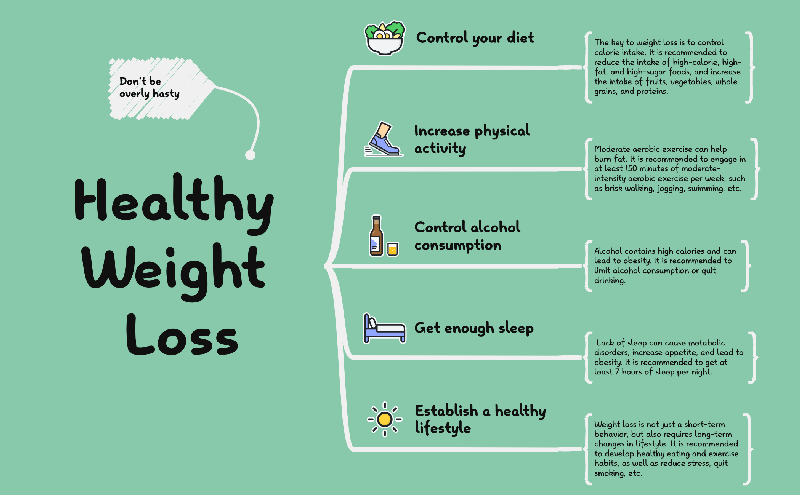 Don't be
overly hasty
Healthy
Weight
Loss
Control your diet
The key to weight loss is to control
calorie intake. It is recommended to
reduce the intake of high-calorie, high-
fat, and high-sugar foods, and increase
the intake of fruits, vegetables, whole
grains, and proteins.
Increase physical
activity
Moderate aerobic exercise can help
burn fat. It is recommended to engage in
at least 150 minutes of moderate-
intensity aerobic exercise per week, such
as brisk walking, jogging, swimming, etc.
Control alcohol
consumption
Alcohol contains high calories and can
lead to obesity. It is recommended to
limit alcohol consumption or quit
drinking.
Get enough sleep
Lack of sleep can cause metabolic
disorders, increase appetite, and lead to
obesity. It is recommended to get at
least 7 hours of sleep per night.
Establish a healthy
lifestyle
Weight loss is not just a short-term
behavior, but also requires long-term
changes in lifestyle. It is recommended
to develop healthy eating and exercise
habits, as well as reduce stress, quit
smoking, etc.